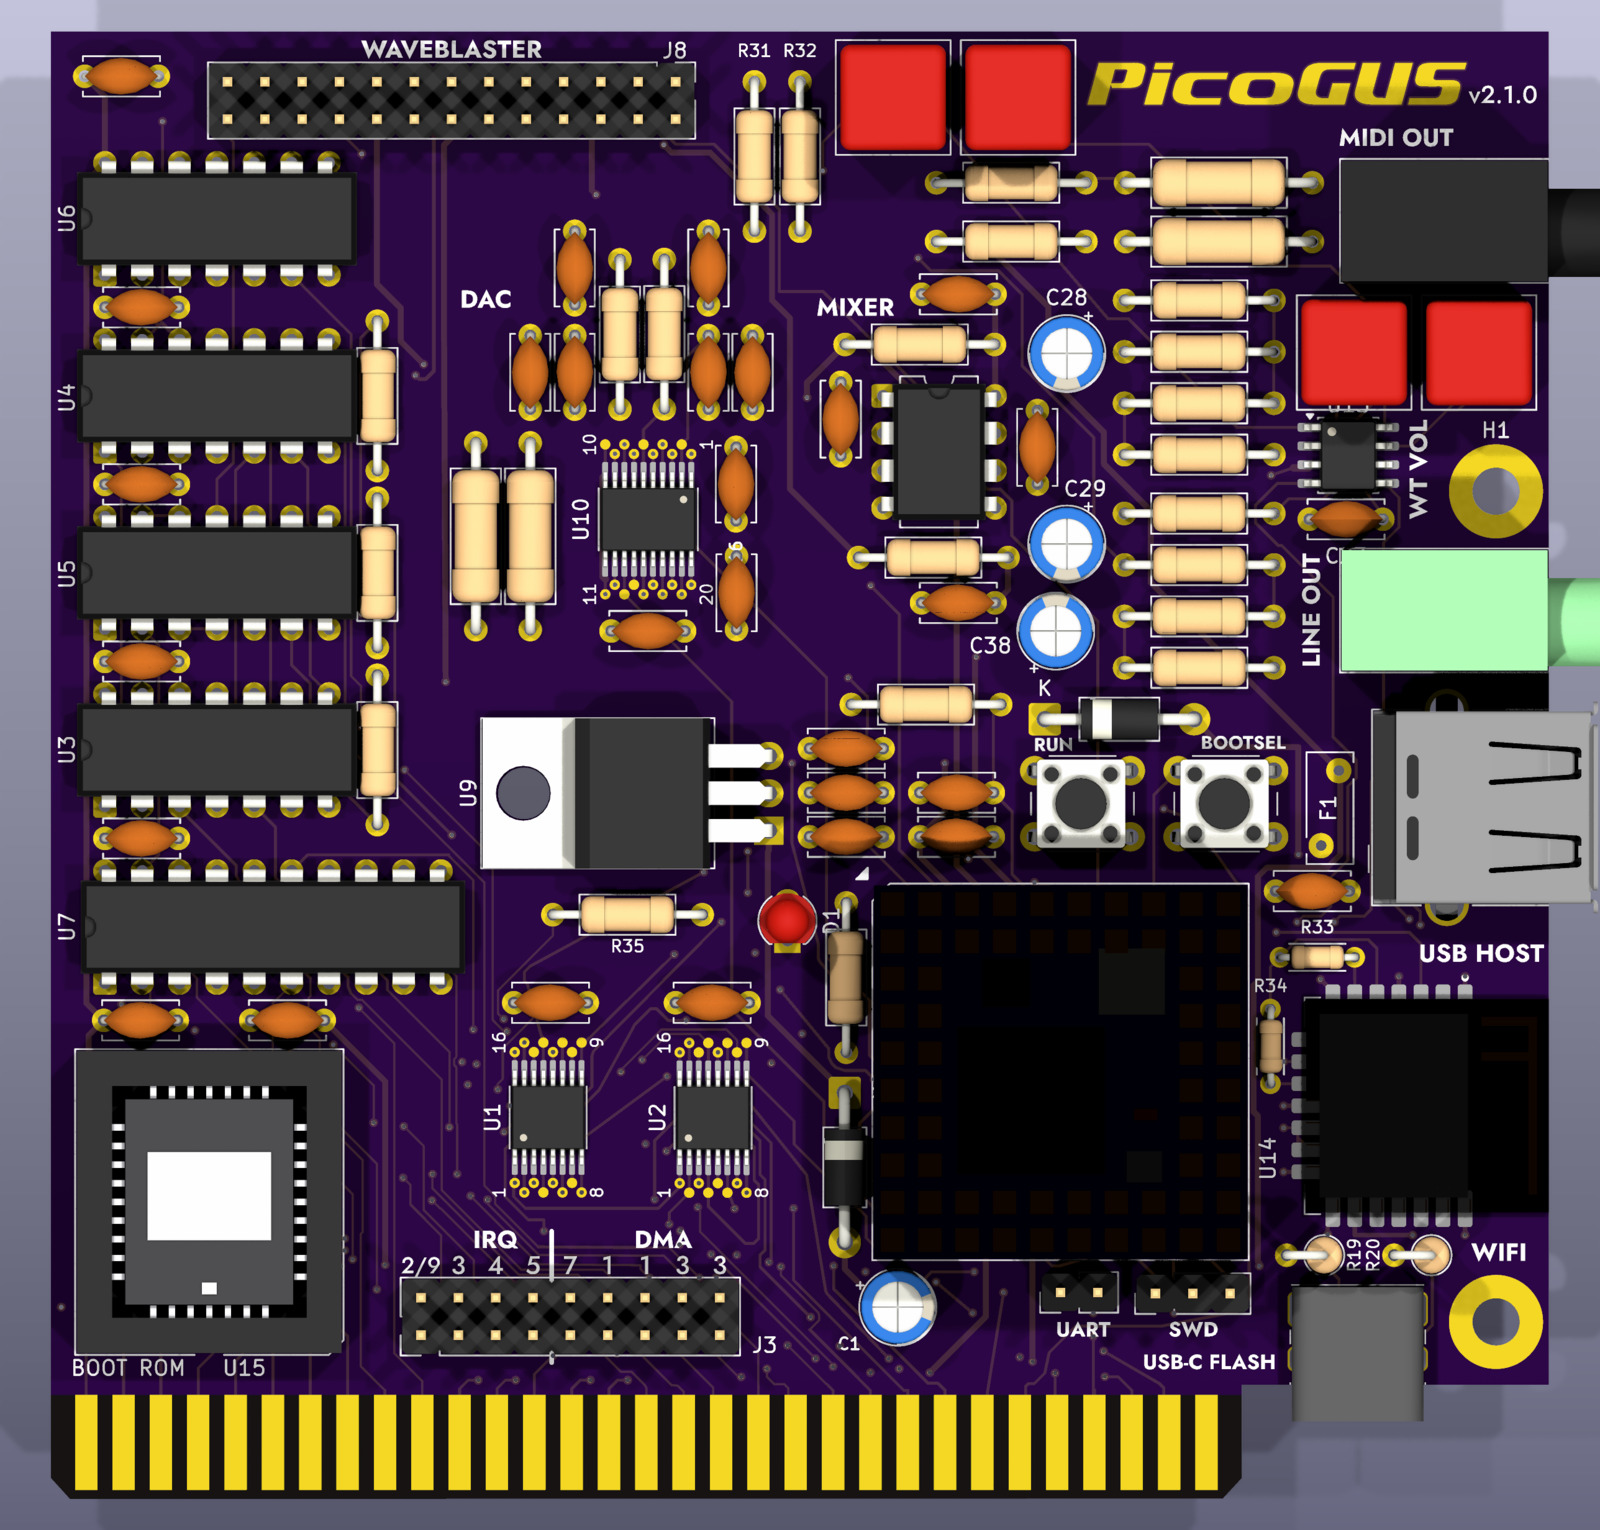 WAVEBLASTER
J8
R31 R32
PicoGUS v2.1.0
MIDI OUT
U6
DAC
MIXER
C28
U4
H1
WT VOL
10
1
C29
U10
U5
LINE OUT
11
20
C38
K
U3
RUN
BOOTSEL
U9
F1
U7
D1
R35
R33
USB HOST
R34
16
9
16
9
U1
U2
U14
1
8
1
8
IRQ
DMA
2/9 3 4 5 7 1 1 3 3
R19
R20
WIFI
J3
C1
UART
SWD
USB-C FLASH
BOOT ROM
U15